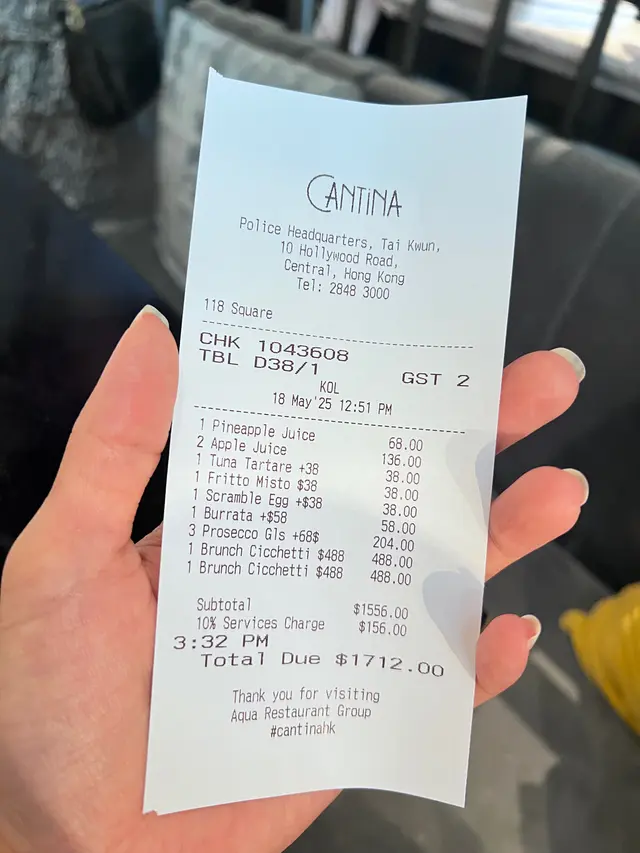 CANTINA
Police Headquarters, Tai Kwun,
10 Hollywood Road,
Central, Hong Kong
Tel: 2848 3000
118 Square
CHK 1043608
TBL D38/1 GST 2
KOL
18 May'25 12:51 PM
1 Pineapple Juice 68.00
2 Apple Juice 136.00
1 Tuna Tartare +38 38.00
1 Fritto Misto $38 38.00
1 Scramble Egg +$38 38.00
1 Burrata +$58 58.00
3 Prosecco Gls +68$ 204.00
1 Brunch Cicchetti $488 488.00
1 Brunch Cicchetti $488 488.00
Subtotal $1556.00
10% Services Charge $156.00
3:32 PM
Total Due $1712.00
Thank you for visiting
Aqua Restaurant Group
#cantinahk